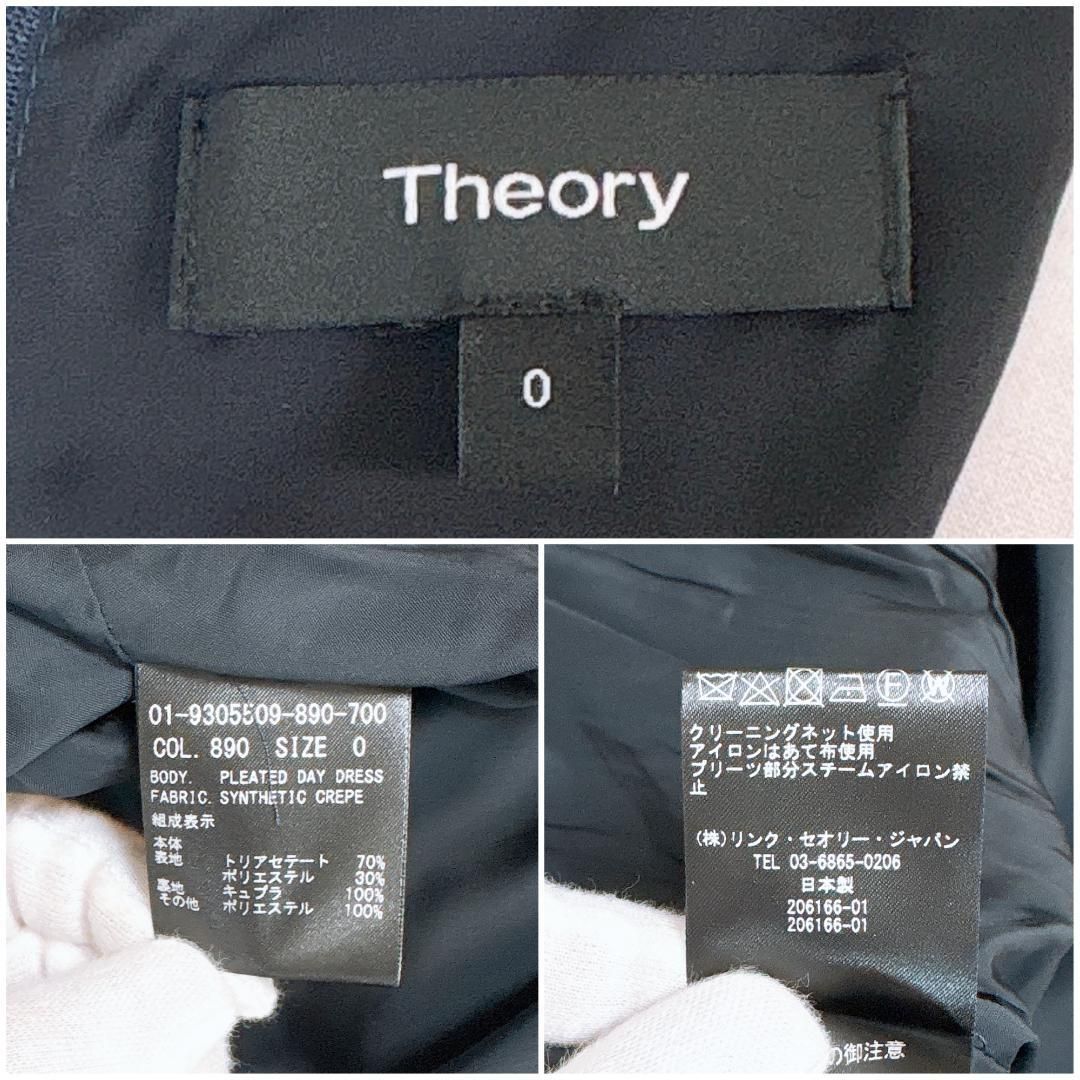 Theory
0
01-9305509-890-700
COL. 890 SIZE 0
BODY. PLEATED DAY DRESS
FABRIC. SYNTHETIC CREPE
組成表示
本体
表地 トリアセテート 70%
ポリエステル 30%
裏地 キュプラ 100%
その他 ポリエステル 100%
クリーニングネット使用
アイロンはあて布使用
プリーツ部分スチームアイロン禁
止
(株)リンク・セオリー・ジャパン
TEL 03-6865-0206
日本製
206166-01
206166-01
の御注意